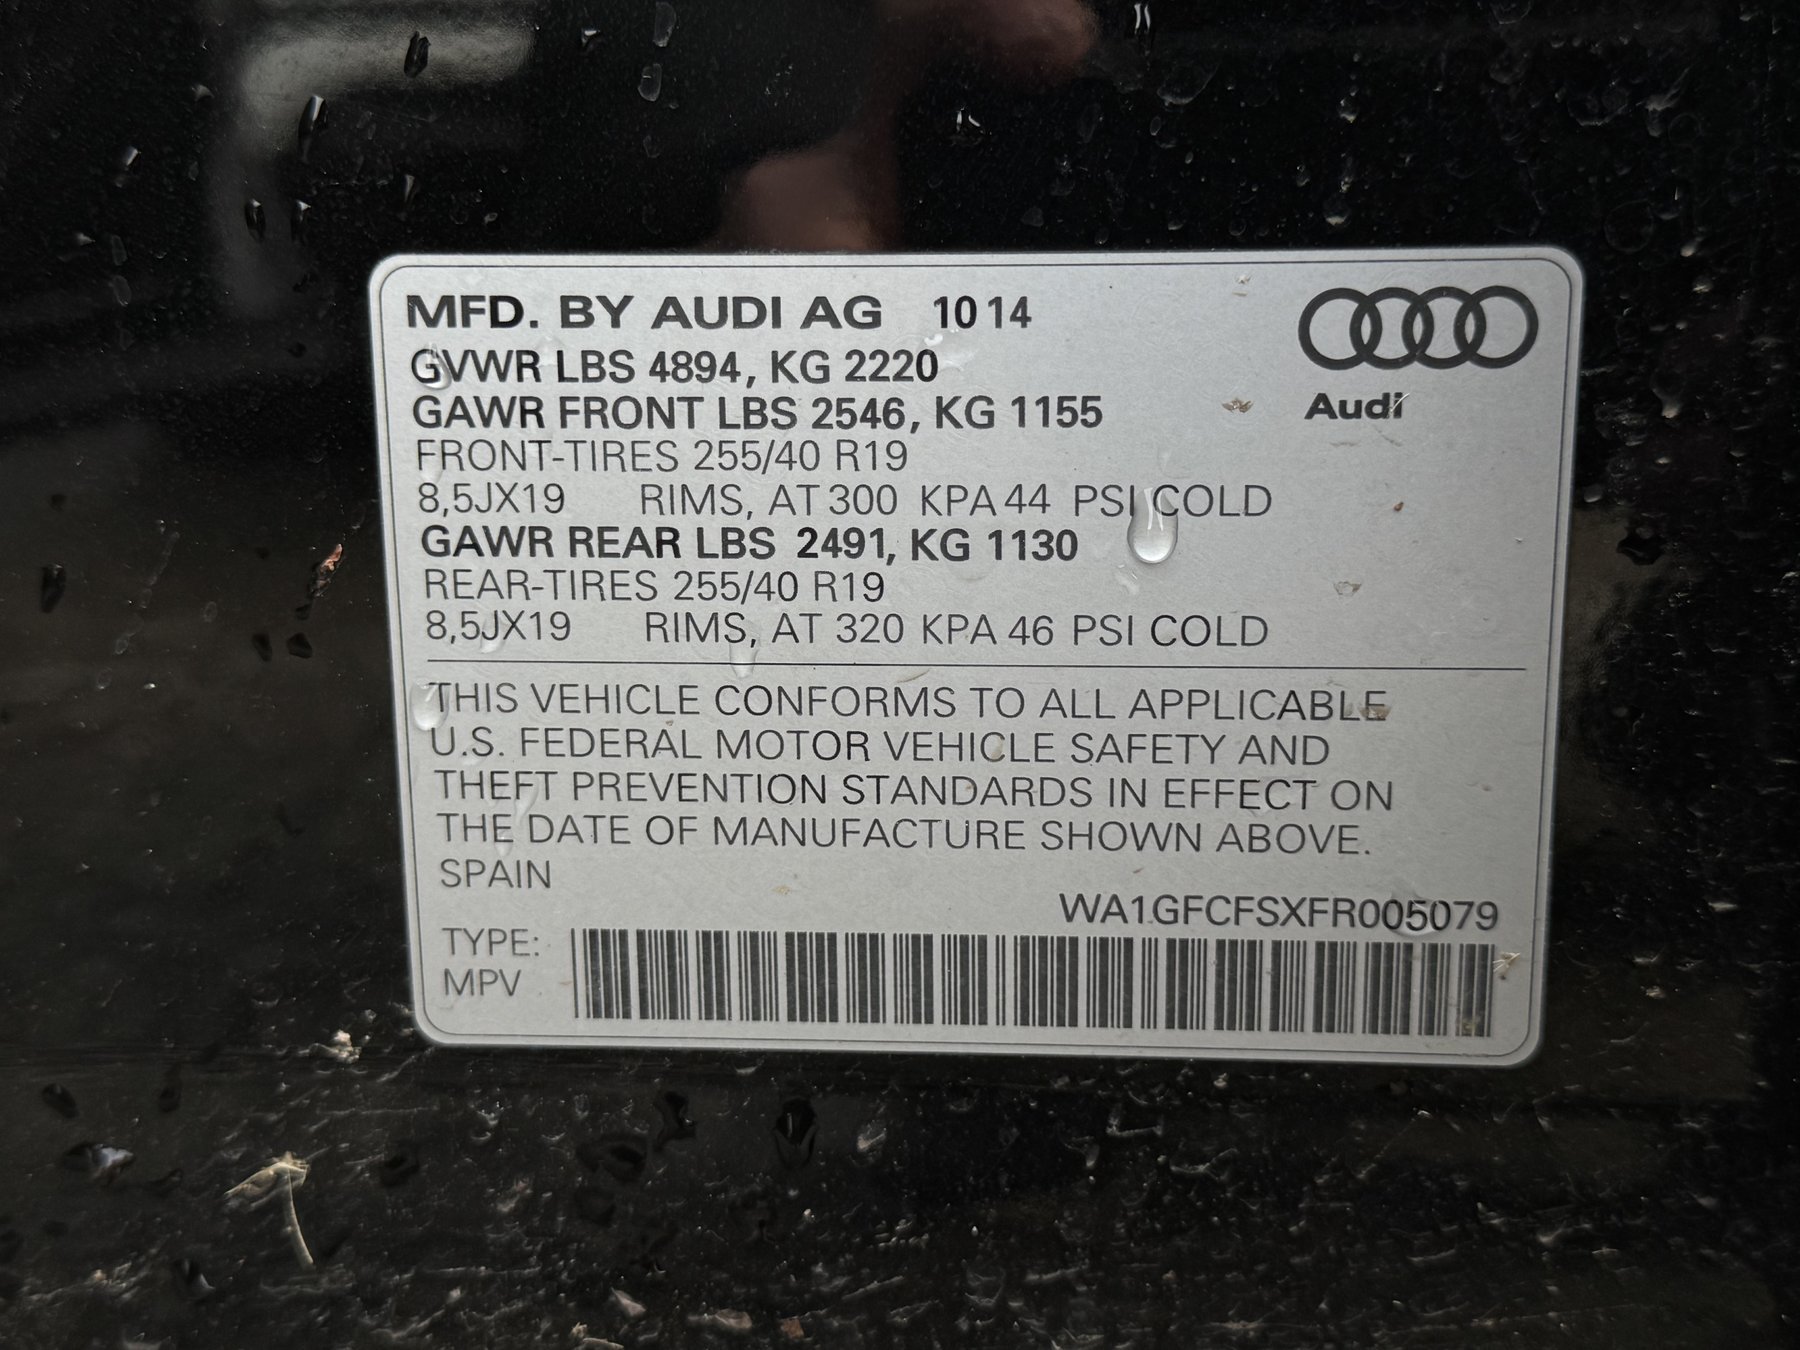 MFD. BY AUDI AG 10 14
GVWR LBS 4894, KG 2220
GAWR FRONT LBS 2546, KG 1155
Audi
FRONT-TIRES 255/40 R19
8,5JX19 RIMS, AT 300 KPA 44 PSI COLD
GAWR REAR LBS 2491, KG 1130
REAR-TIRES 255/40 R19
8,5JX19 RIMS, AT 320 KPA 46 PSI COLD
THIS VEHICLE CONFORMS TO ALL APPLICABLE
U.S. FEDERAL MOTOR VEHICLE SAFETY AND
THEFT PREVENTION STANDARDS IN EFFECT ON
THE DATE OF MANUFACTURE SHOWN ABOVE.
SPAIN
WA1GFCFSXFR005079
TYPE:
MPV